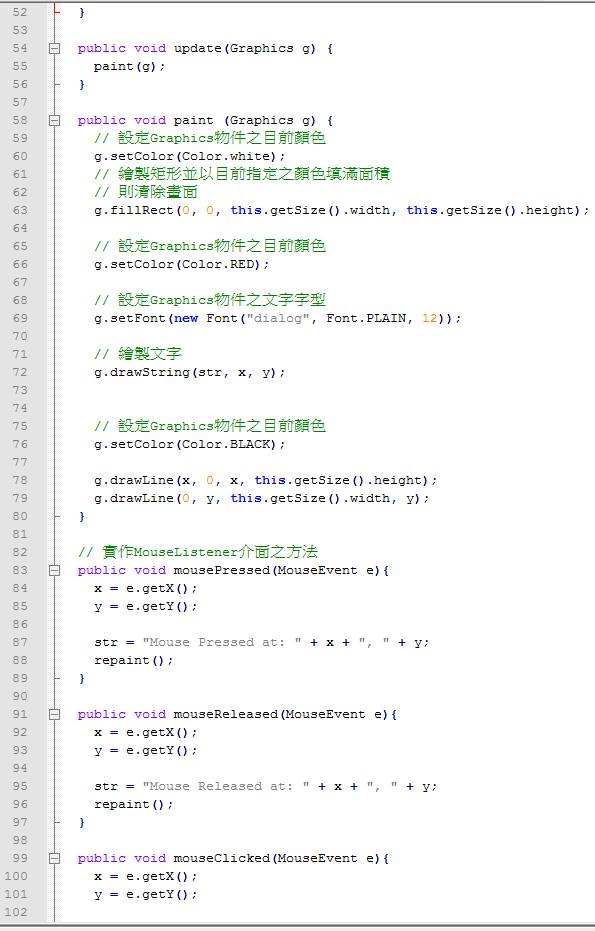 52 }
53
54 public void update(Graphics g) {
55 paint(g);
56 }
57
58 public void paint (Graphics g) {
59 // 設定Graphics物件之目前顏色
60 g.setColor(Color.white);
61 // 繪製矩形並以目前指定之顏色填滿面積
62 // 則清除畫面
63 g.fillRect(0, 0, this.getSize().width, this.getSize().height);
64
65 // 設定Graphics物件之目前顏色
66 g.setColor(Color.RED);
67
68 // 設定Graphics物件之文字字型
69 g.setFont(new Font("dialog", Font.PLAIN, 12));
70
71 // 繪製文字
72 g.drawString(str, x, y);
73
74
75 // 設定Graphics物件之目前顏色
76 g.setColor(Color.BLACK);
77
78 g.drawLine(x, 0, x, this.getSize().height);
79 g.drawLine(0, y, this.getSize().width, y);
80 }
81
82 // 實作MouseListener介面之方法
83 public void mousePressed(MouseEvent e){
84 x = e.getX();
85 y = e.getY();
86
87 str = "Mouse Pressed at: " + x + ", " + y;
88 repaint();
89 }
90
91 public void mouseReleased(MouseEvent e){
92 x = e.getX();
93 y = e.getY();
94
95 str = "Mouse Released at: " + x + ", " + y;
96 repaint();
97 }
98
99 public void mouseClicked(MouseEvent e){
100 x = e.getX();
101 y = e.getY();
102